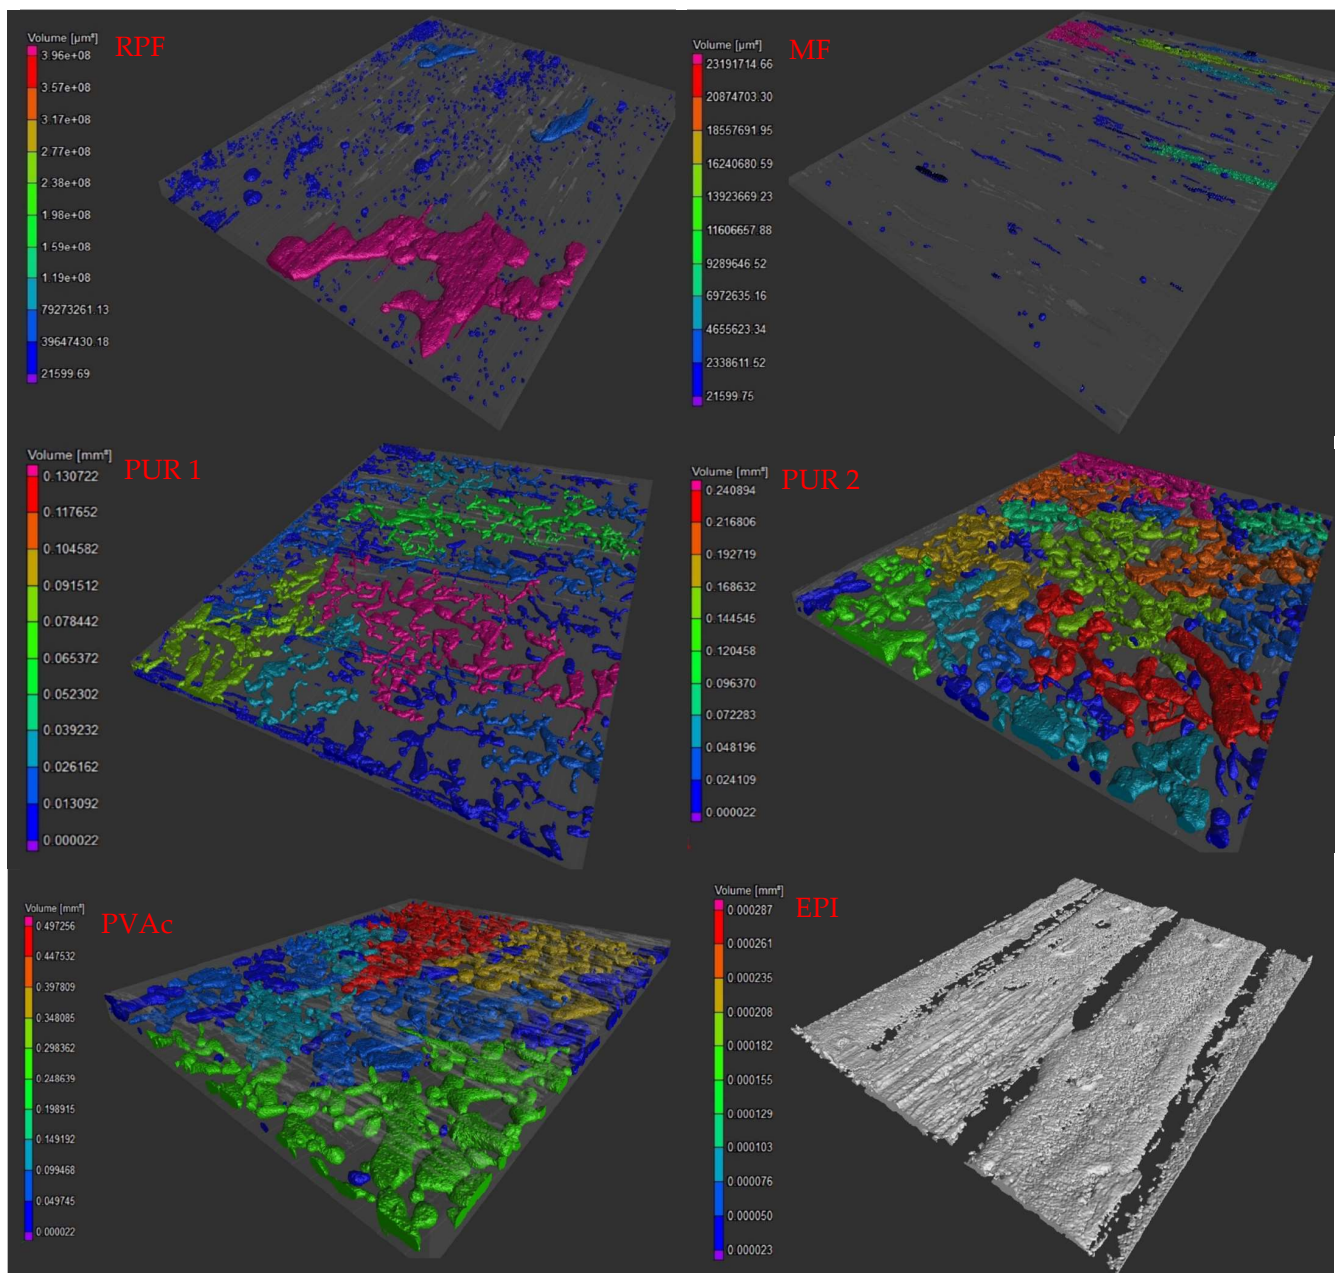 Volume [µm³]
RPF
3.96e+08
3.57e+08
3.17e+08
2.77e+08
2.38e+08
1.98e+08
1.59e+08
1.19e+08
79273261.13
39647430.18
21599.69
Volume [µm³]
MF
23191714.66
20874703.30
18557691.95
16240680.59
13923669.23
11606657.88
9289646.52
6972635.16
4655623.34
2338611.52
21599.75
Volume [mm³]
PUR 1
0.130722
0.117652
0.104582
0.091512
0.078442
0.065372
0.052302
0.039232
0.026162
0.013092
0.000022
Volume [mm³]
PUR 2
0.240894
0.216806
0.192719
0.168632
0.144545
0.120458
0.096370
0.072283
0.048196
0.024109
0.000022
Volume [mm³]
PVAc
0.497256
0.447532
0.397809
0.348085
0.298362
0.248639
0.198915
0.149192
0.099468
0.049745
0.000022
Volume [mm³]
EPI
0.000287
0.000261
0.000235
0.000208
0.000182
0.000155
0.000129
0.000103
0.000076
0.000050
0.000023